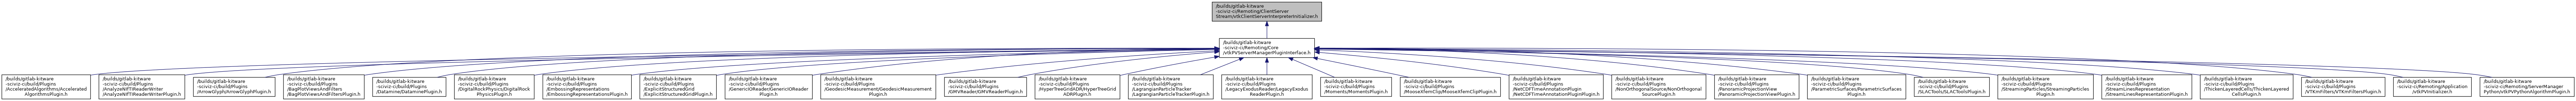 /builds/gitlab-kitware
-sciviz-ci/Remoting/ClientServer
Stream/vtkClientServerInterpreterInitializer.h
/builds/gitlab-kitware
-sciviz-ci/Remoting/Core
/vtkPVServerManagerPluginInterface.h
/builds/gitlab-kitware
-sciviz-ci/build/Plugins
/AcceleratedAlgorithms/Accelerated
AlgorithmsPlugin.h
/builds/gitlab-kitware
-sciviz-ci/build/Plugins
/AnalyzeNIfTIReaderWriter
/AnalyzeNIfTIReaderWriterPlugin.h
/builds/gitlab-kitware
-sciviz-ci/build/Plugins
/ArrowGlyph/ArrowGlyphPlugin.h
/builds/gitlab-kitware
-sciviz-ci/build/Plugins
/BagPlotViewsAndFilters
/BagPlotViewsAndFiltersPlugin.h
/builds/gitlab-kitware
-sciviz-ci/build/Plugins
/Datamine/DataminePlugin.h
/builds/gitlab-kitware
-sciviz-ci/build/Plugins
/DigitalRockPhysics/DigitalRock
PhysicsPlugin.h
/builds/gitlab-kitware
-sciviz-ci/build/Plugins
/EmbossingRepresentations
/EmbossingRepresentationsPlugin.h
/builds/gitlab-kitware
-sciviz-ci/build/Plugins
/ExplicitStructuredGrid
/ExplicitStructuredGridPlugin.h
/builds/gitlab-kitware
-sciviz-ci/build/Plugins
/GenericIOReader/GenericIOReader
Plugin.h
/builds/gitlab-kitware
-sciviz-ci/build/Plugins
/GeodesicMeasurement/GeodesicMeasurement
Plugin.h
/builds/gitlab-kitware
-sciviz-ci/build/Plugins
/GMVReader/GMVReaderPlugin.h
/builds/gitlab-kitware
-sciviz-ci/build/Plugins
/HyperTreeGridADR/HyperTreeGrid
ADRPlugin.h
/builds/gitlab-kitware
-sciviz-ci/build/Plugins
/LagrangianParticleTracker
/LagrangianParticleTrackerPlugin.h
/builds/gitlab-kitware
-sciviz-ci/build/Plugins
/LegacyExodusReader/LegacyExodus
ReaderPlugin.h
/builds/gitlab-kitware
-sciviz-ci/build/Plugins
/Moments/MomentsPlugin.h
/builds/gitlab-kitware
-sciviz-ci/build/Plugins
/MooseXfemClip/MooseXfemClipPlugin.h
/builds/gitlab-kitware
-sciviz-ci/build/Plugins
/NetCDFTimeAnnotationPlugin
/NetCDFTimeAnnotationPluginPlugin.h
/builds/gitlab-kitware
-sciviz-ci/build/Plugins
/NonOrthogonalSource/NonOrthogonal
SourcePlugin.h
/builds/gitlab-kitware
-sciviz-ci/build/Plugins
/PanoramicProjectionView
/PanoramicProjectionViewPlugin.h
/builds/gitlab-kitware
-sciviz-ci/build/Plugins
/ParametricSurfaces/ParametricSurfaces
Plugin.h
/builds/gitlab-kitware
-sciviz-ci/build/Plugins
/SLACTools/SLACToolsPlugin.h
/builds/gitlab-kitware
-sciviz-ci/build/Plugins
/StreamingParticles/StreamingParticles
Plugin.h
/builds/gitlab-kitware
-sciviz-ci/build/Plugins
/StreamLinesRepresentation
/StreamLinesRepresentationPlugin.h
/builds/gitlab-kitware
-sciviz-ci/build/Plugins
/ThickenLayeredCells/ThickenLayered
CellsPlugin.h
/builds/gitlab-kitware
-sciviz-ci/build/Plugins
/VTKmFilters/VTKmFiltersPlugin.h
/builds/gitlab-kitware
-sciviz-ci/build/Remoting/Application
/vtkPVInitializer.h
/builds/gitlab-kitware
-sciviz-ci/build/Remoting/ServerManager
Python/vtkPVPythonAlgorithmPlugin.h